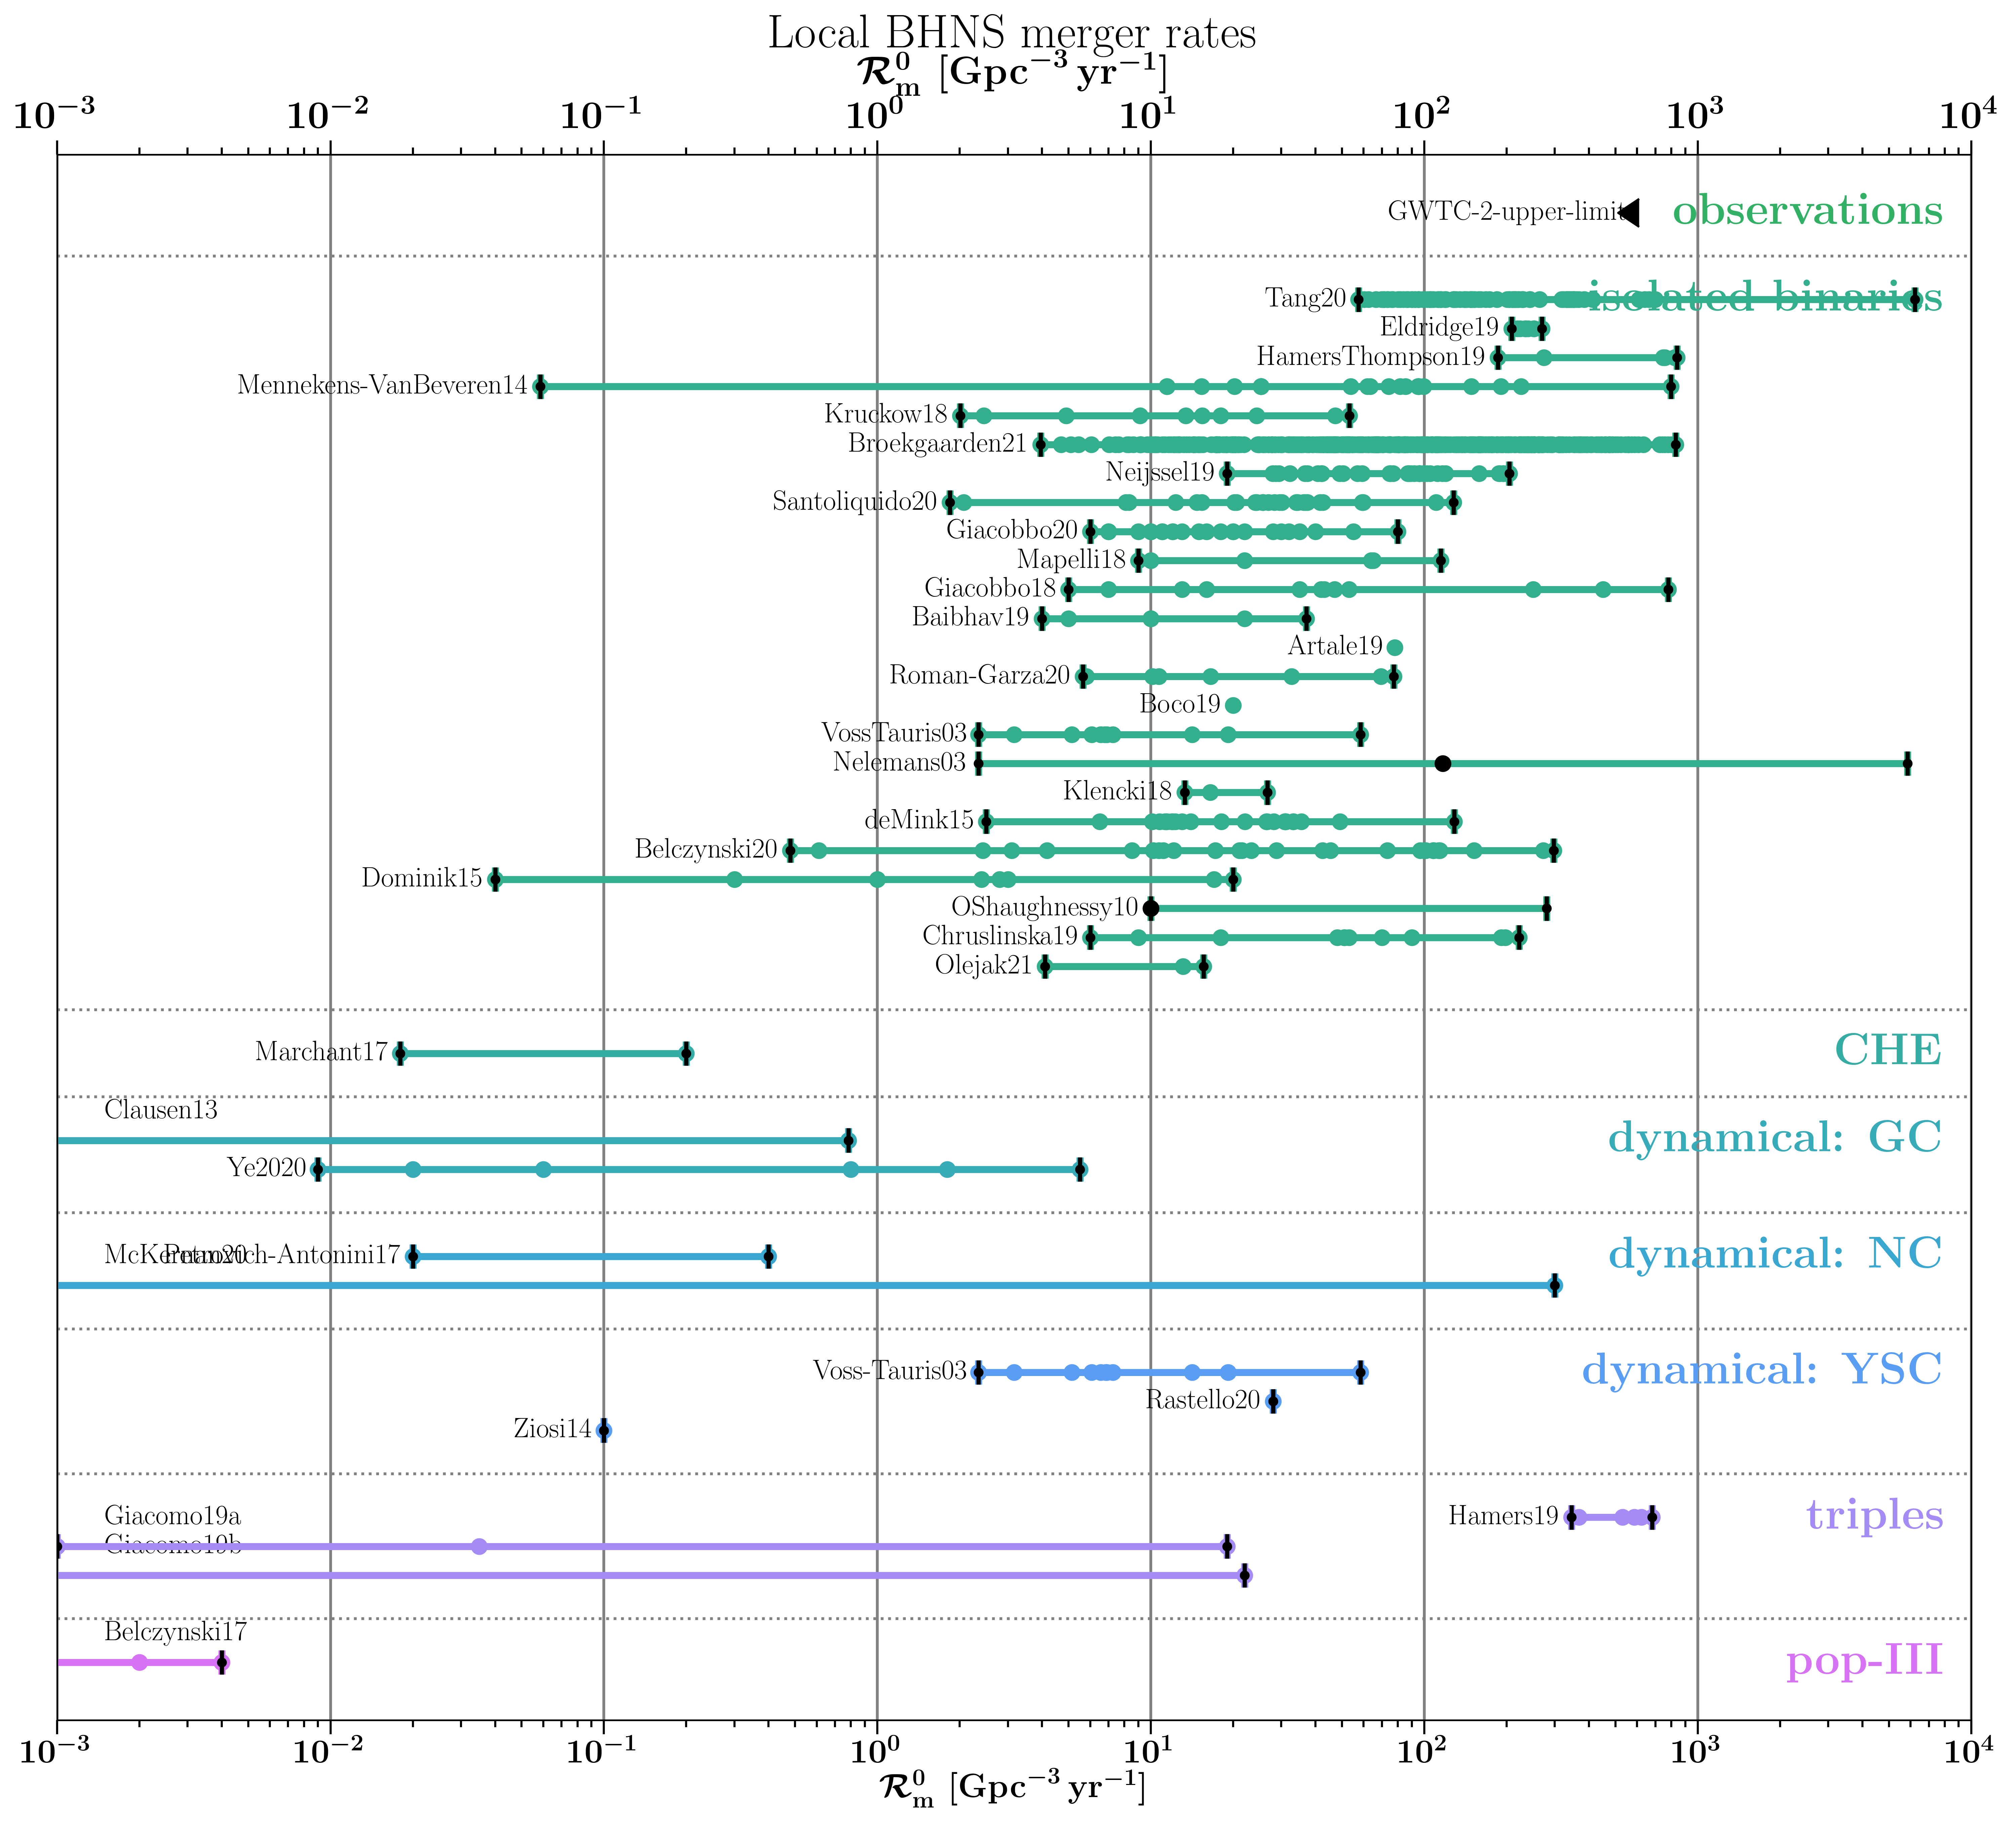 Local BHNS merger rates
𝓡⁰ₘ [Gpc⁻³ yr⁻¹]
10⁻³ 10⁻² 10⁻¹ 10⁰ 10¹ 10² 10³ 10⁴
GWTC-2-upper-limit observations
isolated binaries
Tang20
Eldridge19
HamersThompson19
Mennekens-VanBeveren14
Kruckow18
Broekgaarden21
Neijssel19
Santoliquido20
Giacobbo20
Mapelli18
Giacobbo18
Baibhav19
Artale19
Roman-Garza20
Boco19
VossTauris03
Nelemans03
Klencki18
deMink15
Belczynski20
Dominik15
OShaughnessy10
Chruslinska19
Olejak21
Marchant17 CHE
Clausen13
dynamical: GC
Ye2020
McKernan20 Petrovich-Antonini17 dynamical: NC
Voss-Tauris03 dynamical: YSC
Rastello20
Ziosi14
Giacomo19a Hamers19 triples
Giacomo19b
Belczynski17
pop-III
10⁻³ 10⁻² 10⁻¹ 10⁰ 10¹ 10² 10³ 10⁴
𝓡⁰ₘ [Gpc⁻³ yr⁻¹]